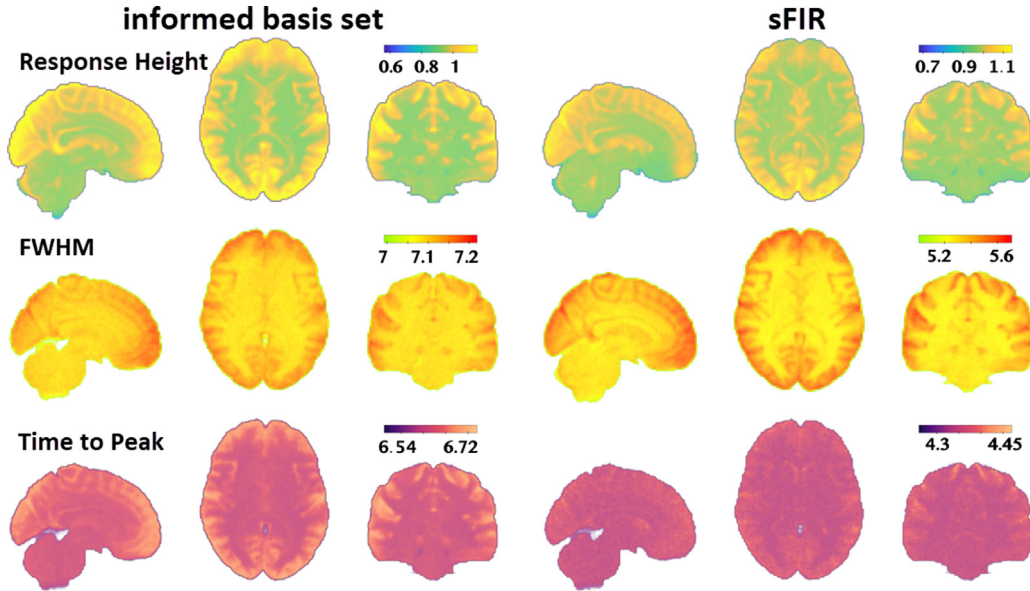 informed basis set sFIR
Response Height
0.6 0.8 1 0.7 0.9 1.1
FWHM
7 7.1 7.2 5.2 5.6
Time to Peak
6.54 6.72 4.3 4.45